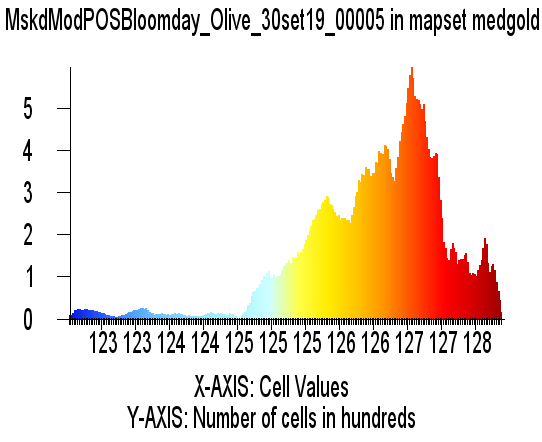 MskdModPOSBloomday_Olive_30set19_00005 in mapset medgold
5
4
3
2
1
0
123 123 124 124 125 125 125 126 126 127 127 128
X-AXIS: Cell Values
Y-AXIS: Number of cells in hundreds